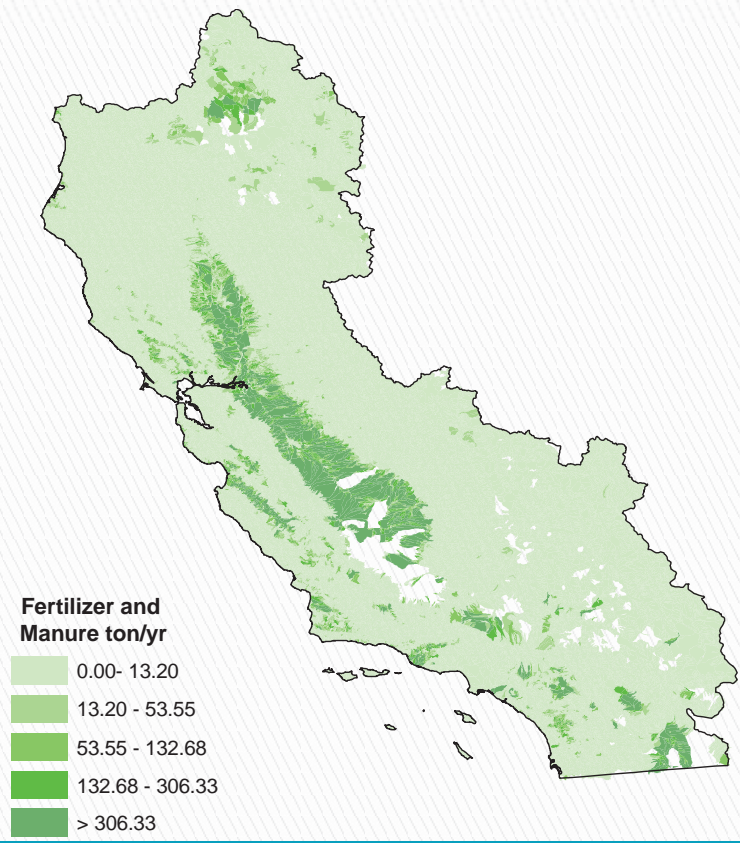 Fertilizer and
Manure ton/yr
0.00- 13.20
13.20 - 53.55
53.55 - 132.68
132.68 - 306.33
> 306.33